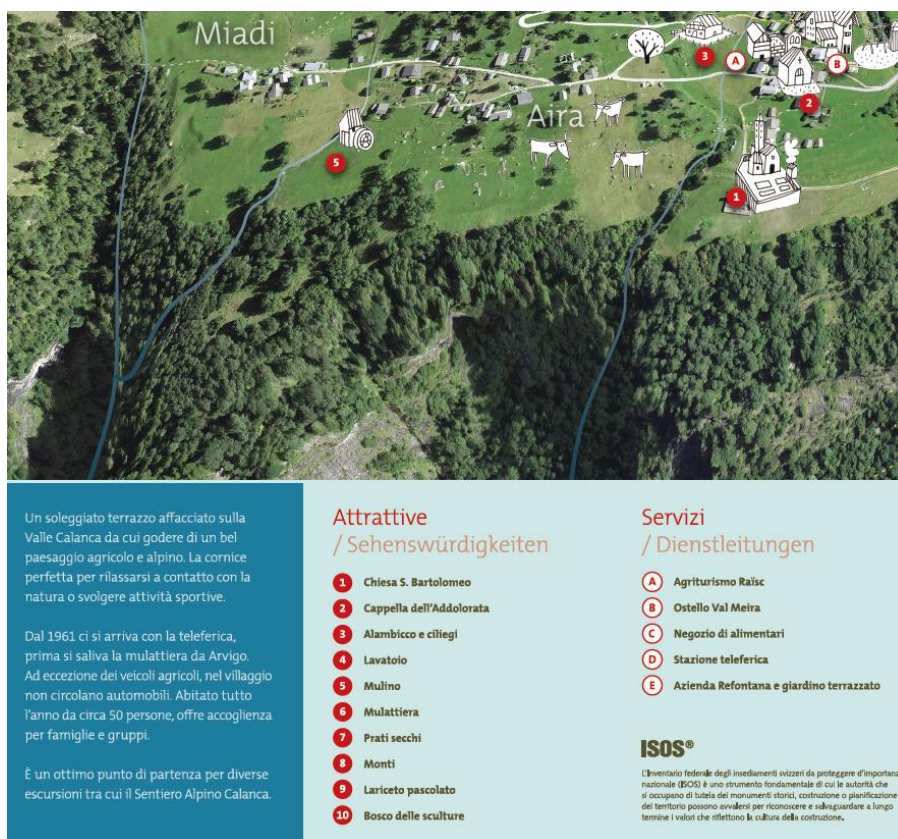 Miadi
Aira
3
A
B
2
5
1
Un soleggiato terrazzo affacciato sulla
Valle Calanca da cui godere di un bel
paesaggio agricolo e alpino. La cornice
perfetta per rilassarsi a contatto con la
natura o svolgere attività sportive.
Dal 1961 ci si arriva con la teleferica,
prima si saliva la mulattiera da Arvigo.
Ad eccezione dei veicoli agricoli, nel villaggio
non circolano automobili. Abitato tutto
l'anno da circa 50 persone, offre accoglienza
per famiglie e gruppi.
È un ottimo punto di partenza per diverse
escursioni tra cui il Sentiero Alpino Calanca.
Attrattive
/ Sehenswürdigkeiten
1 Chiesa S. Bartolomeo
2 Cappella dell'Addolorata
3 Alambicco e ciliegi
4 Lavatoio
5 Mulino
6 Mulattiera
7 Prati secchi
8 Monti
9 Lariceto pascolato
10 Bosco delle sculture
Servizi
/ Dienstleitungen
A Agriturismo Raïsc
B Ostello Val Meira
C Negozio di alimentari
D Stazione teleferica
E Azienda Refontana e giardino terrazzato
ISOS®
L'Inventario federale degli insediamenti svizzeri da proteggere d'importanza
nazionale (ISOS) è uno strumento fondamentale di cui le autorità che
si occupano di tutela dei monumenti storici, costruzione o pianificazione
del territorio possono avvalersi per riconoscere e salvaguardare a lungo
termine i valori che riflettono la cultura della costruzione.